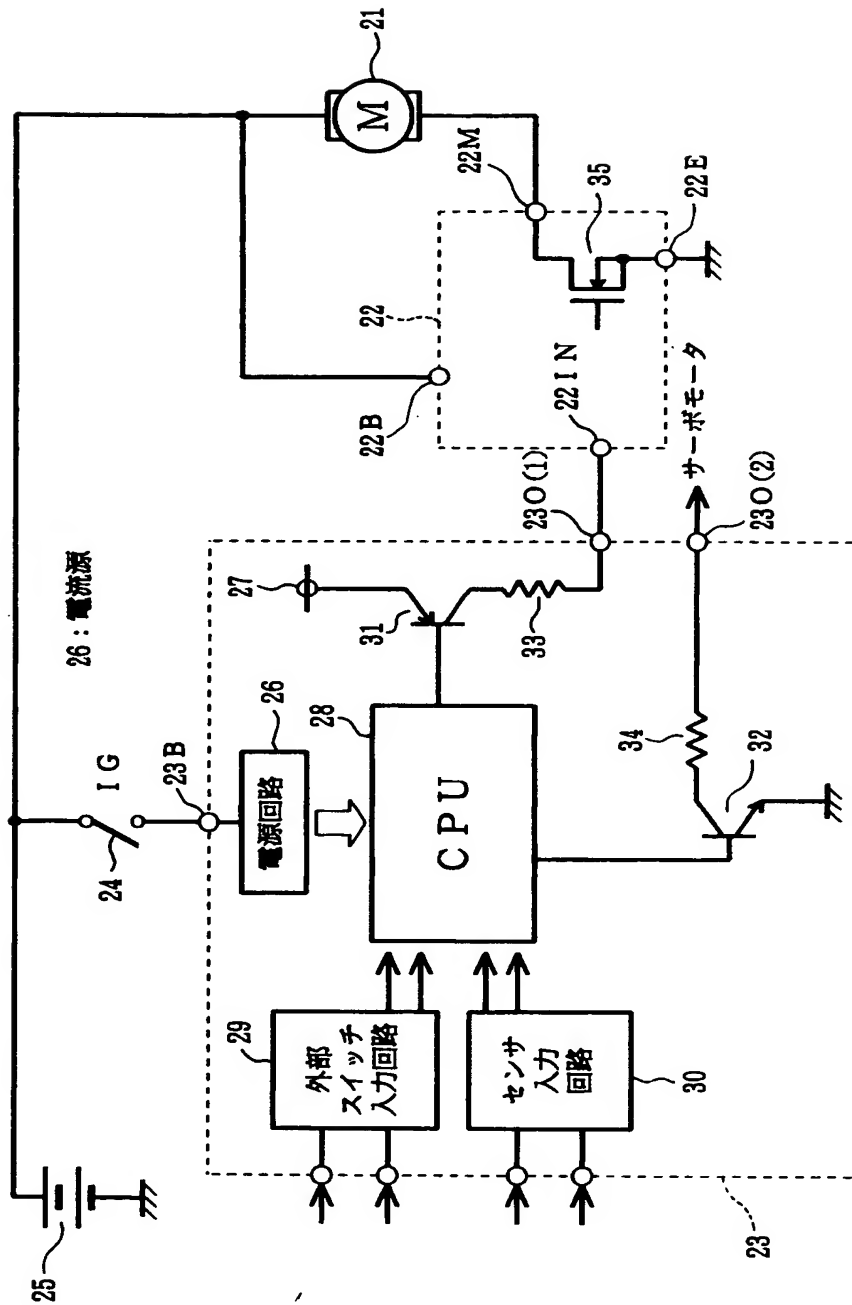 25
26：電流源
IG
24
23B
27
26
電源回路
29
外部
スイッチ
入力回路
28
31
22
22B
21
M
CPU
22M
センサ
入力
回路
33
23O(1)
22IN
35
30
34
サーボモータ
22E
32
23O(2)
23